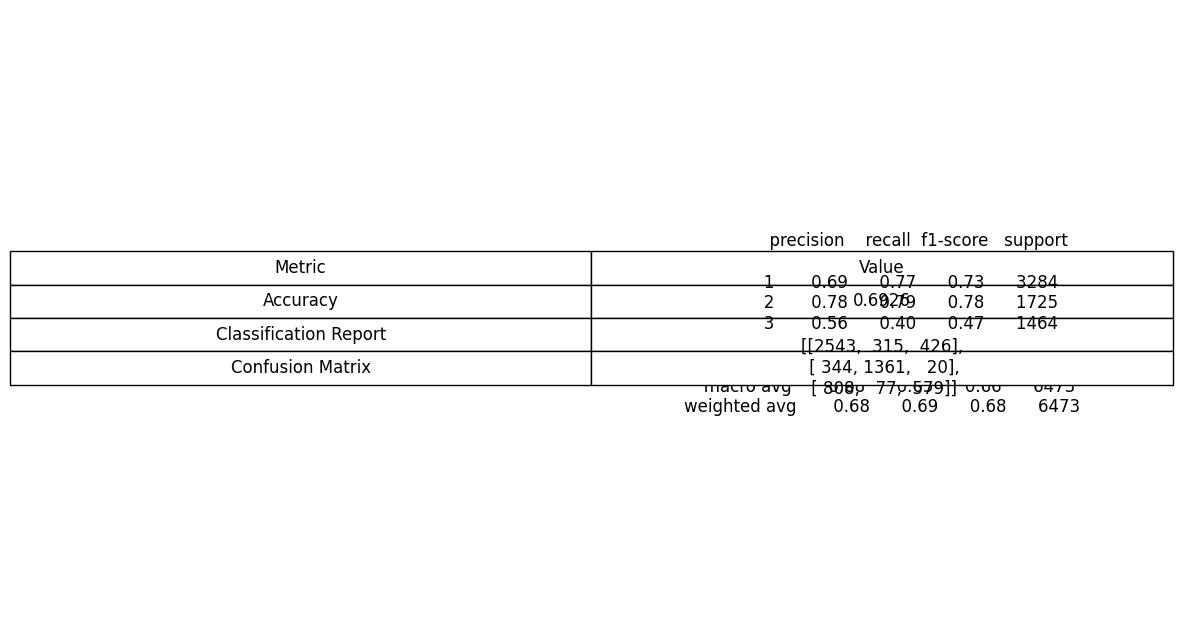 precision recall f1-score support
Metric Value
1 0.69 0.77 0.73 3284
Accuracy 0.6926
2 0.78 0.79 0.78 1725
3 0.56 0.40 0.47 1464
Classification Report
[[2543, 315, 426],
Confusion Matrix [ 344, 1361, 20],
macro avg 0.66 6473
[ 808, 77, 579]]
weighted avg 0.68 0.69 0.68 6473